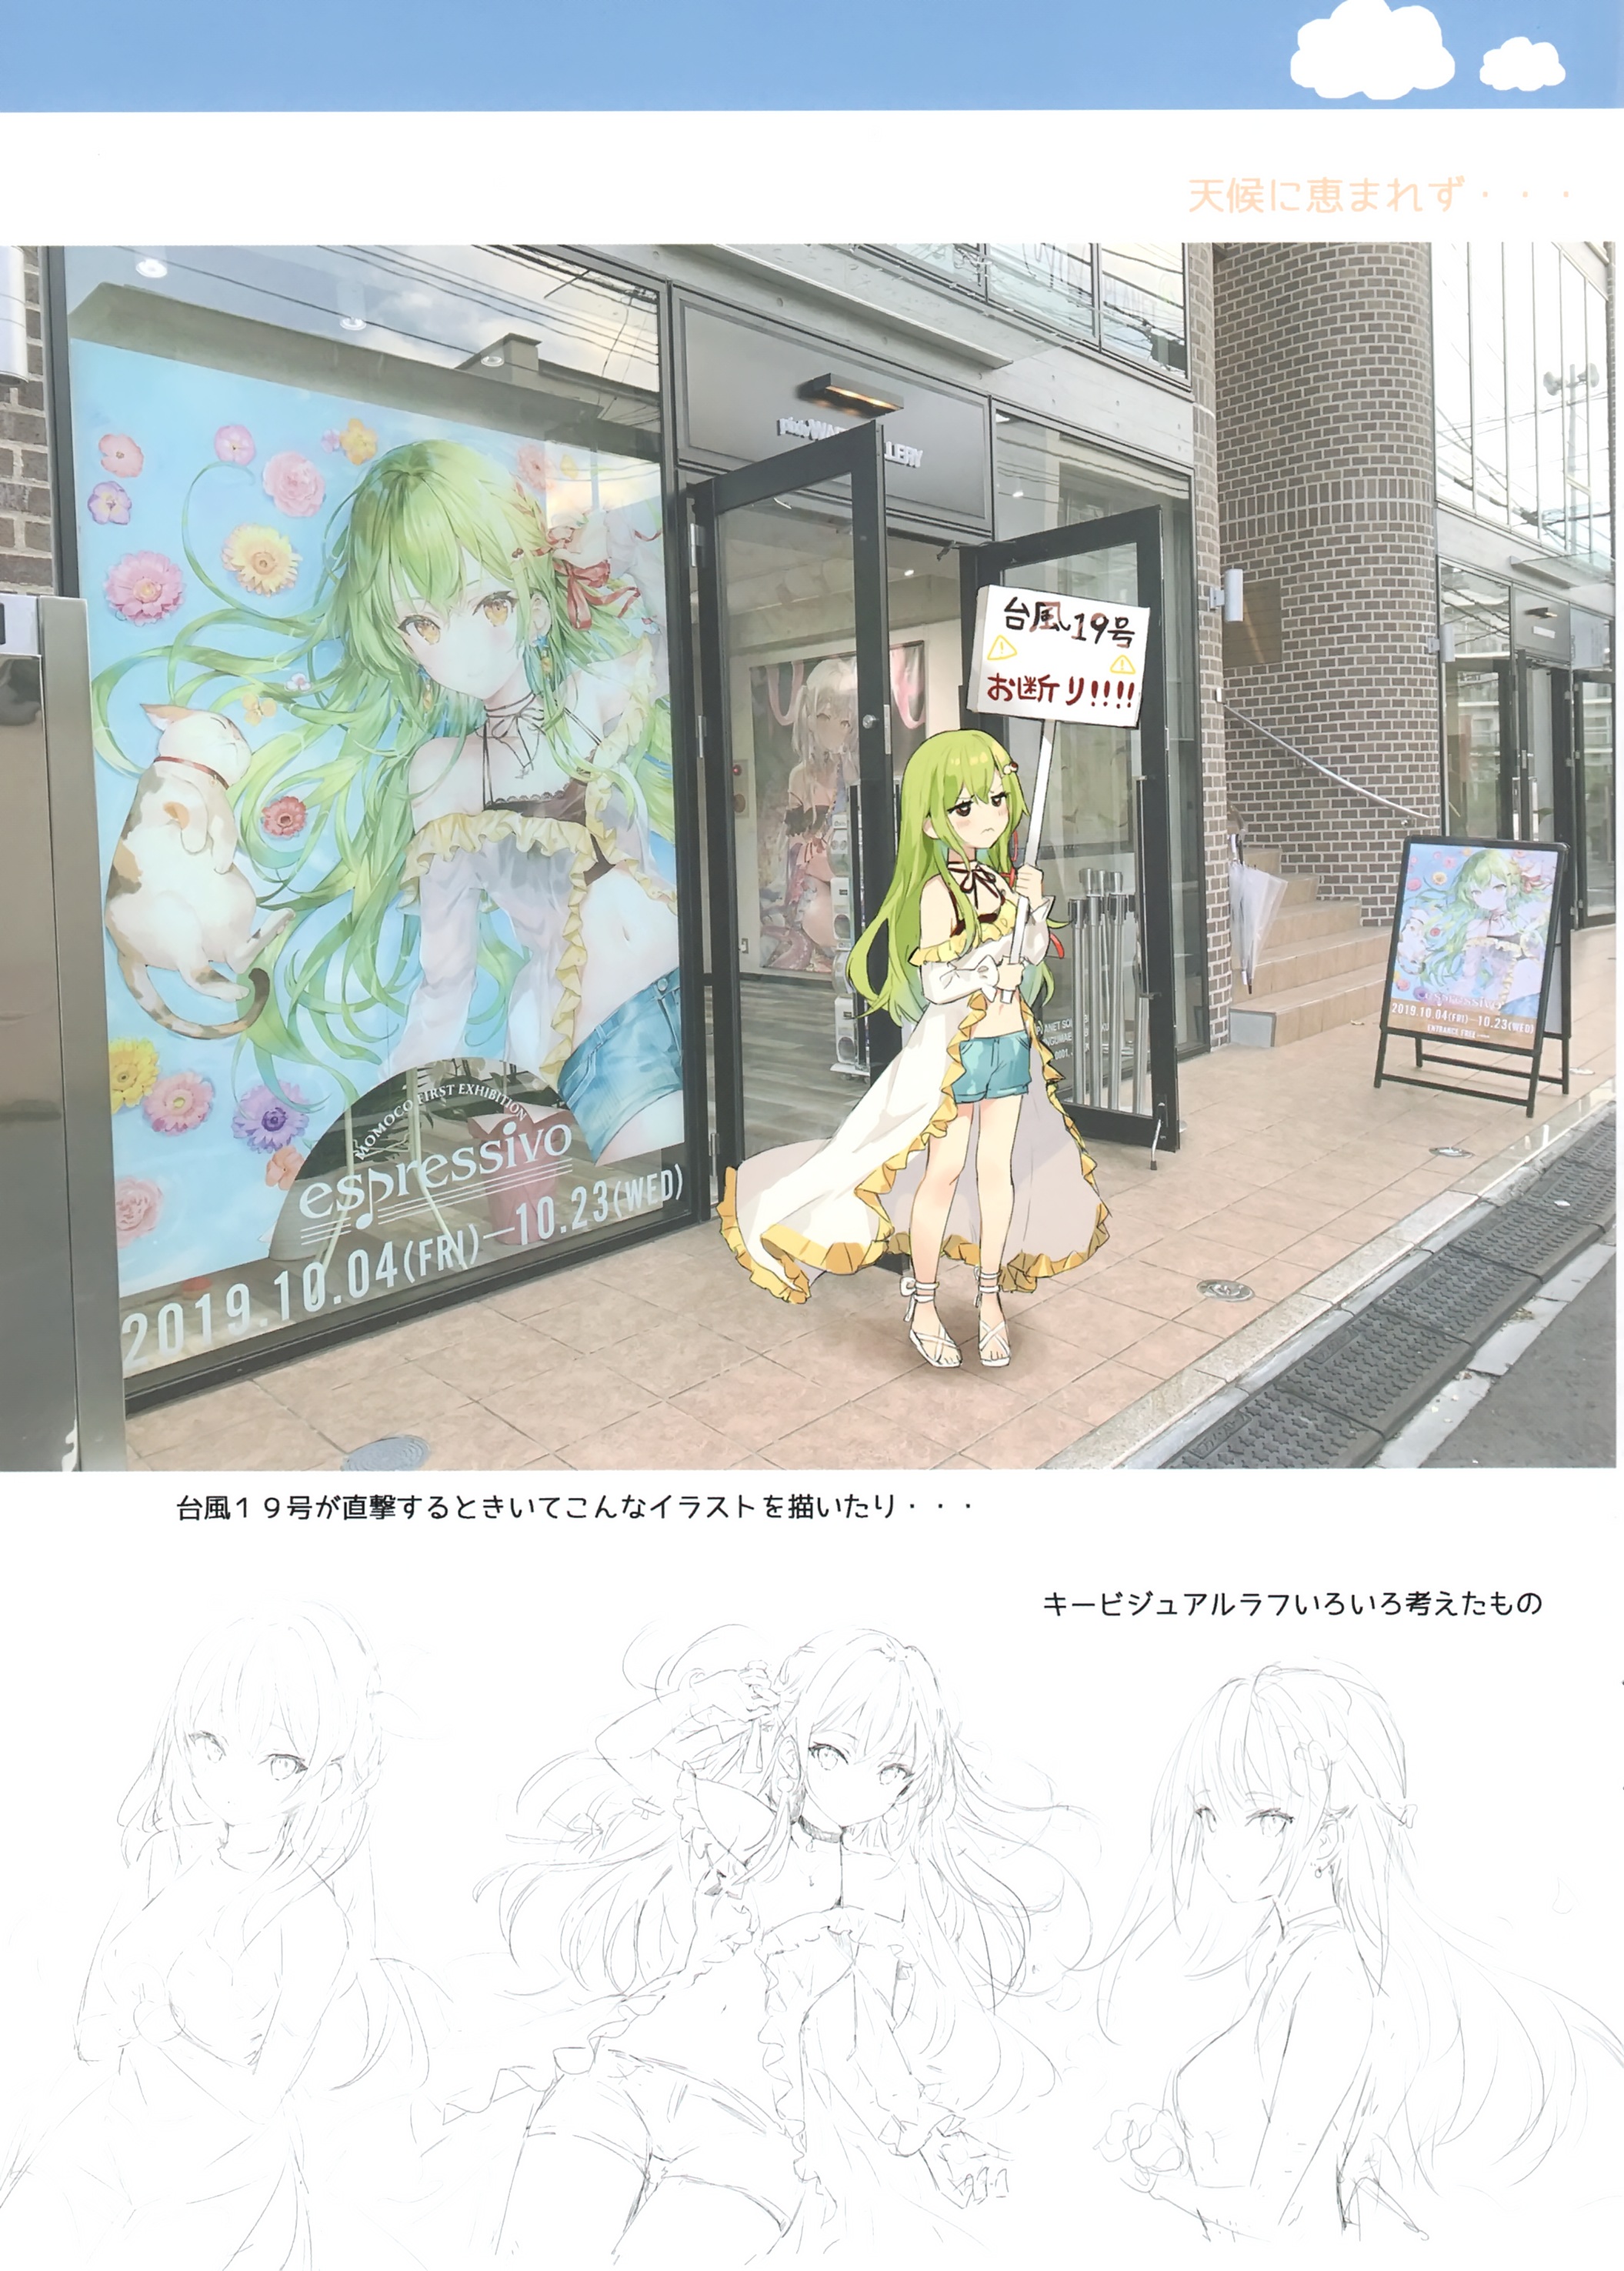 天候に恵まれず・・・
台風19号
お断り!!!!
MOMOCO FIRST EXHIBITION
espressivo
2019.10.04(FRI)—10.23(WED)
espressivo
2019.10.04(FRI)—10.23(WED)
ENTRANCE FREE
台風１９号が直撃するときいてこんなイラストを描いたり・・・
キービジュアルラフいろいろ考えたもの